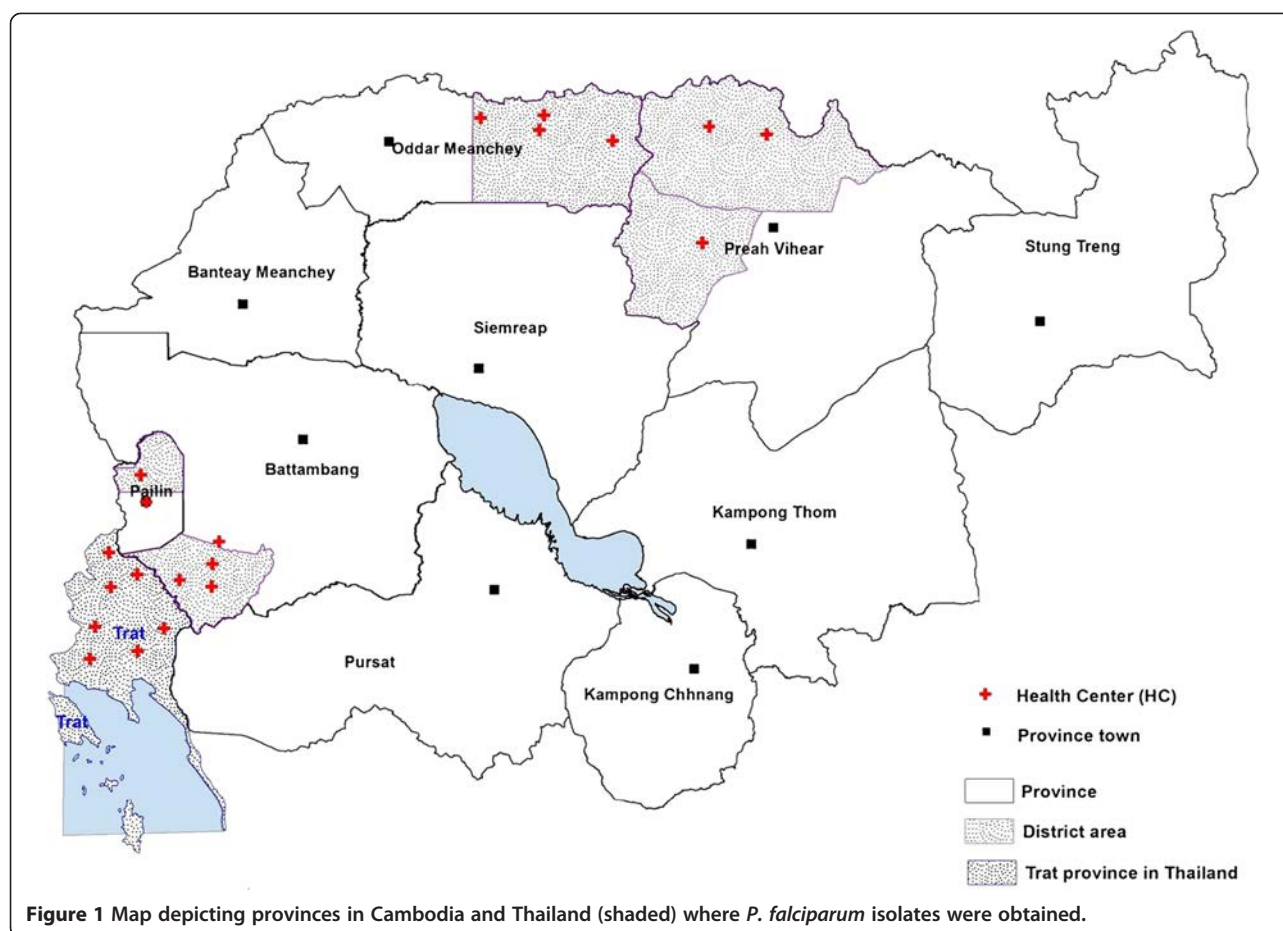 Oddar Meanchey
Preah Vihear
Stung Treng
Banteay Meanchey
Siemreap
Battambang
Pailin
Kampong Thom
Trat
Pursat
Kampong Chhnang
Trat
Health Center (HC)
Province town
Province
District area
Trat province in Thailand
Figure 1 Map depicting provinces in Cambodia and Thailand (shaded) where P. falciparum isolates were obtained.